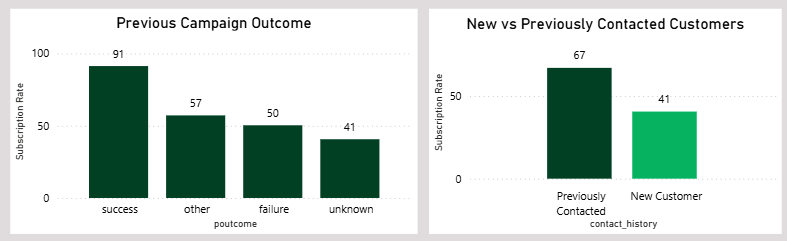 Previous Campaign Outcome
Subscription Rate
100
50
0
91
57
50
41
success
other
failure
unknown
poutcome
New vs Previously Contacted Customers
Subscription Rate
50
0
67
41
Previously
Contacted
New Customer
contact_history